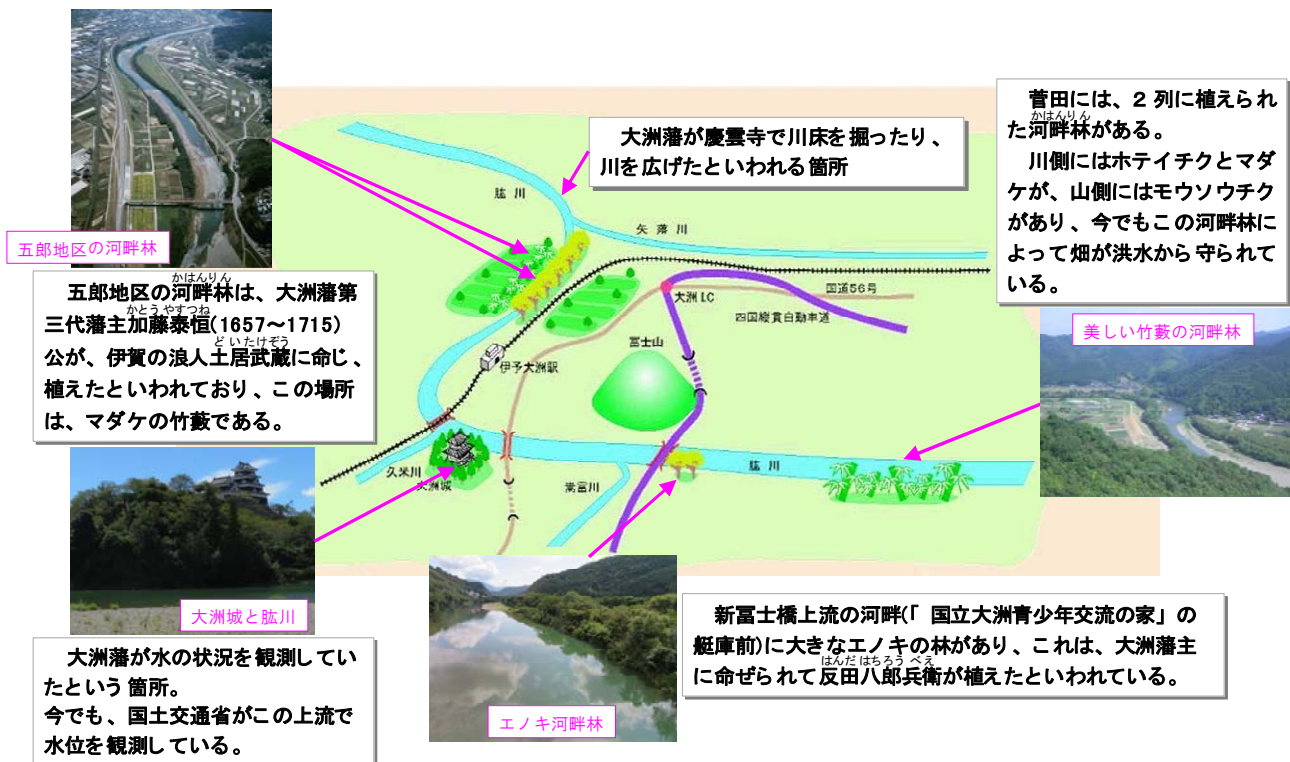 大洲藩が慶雲寺で川床を掘ったり、
川を広げたといわれる箇所
菅田には、2 列に植えられ
かはんりん
た河畔林がある。
川側にはホテイチクとマダ
ケが、山側にはモウソウチク
があり、今でもこの河畔林に
よって畑が洪水から守られて
いる。
美しい竹藪の河畔林
五郎地区の河畔林
かはんりん
五郎地区の河畔林は、大洲藩第
かとう やすつね
三代藩主加藤泰恒(1657〜1715)
どい たけぞう
公が、伊賀の浪人土居武蔵に命じ、
植えたといわれており、この場所
は、マダケの竹藪である。
肱川
矢落川
国道56号
大洲 I.C
四国縦貫自動車道
冨士山
伊予大洲駅
久米川
大洲城
嵩富川
肱川
大洲城と肱川
大洲藩が水の状況を観測してい
たという箇所。
今でも、国土交通省がこの上流で
水位を観測している。
エノキ河畔林
新冨士橋上流の河畔(「国立大洲青少年交流の家」の
艇庫前)に大きなエノキの林があり、これは、大洲藩主
はんだ はちろう べえ
に命ぜられて反田八郎兵衛が植えたといわれている。